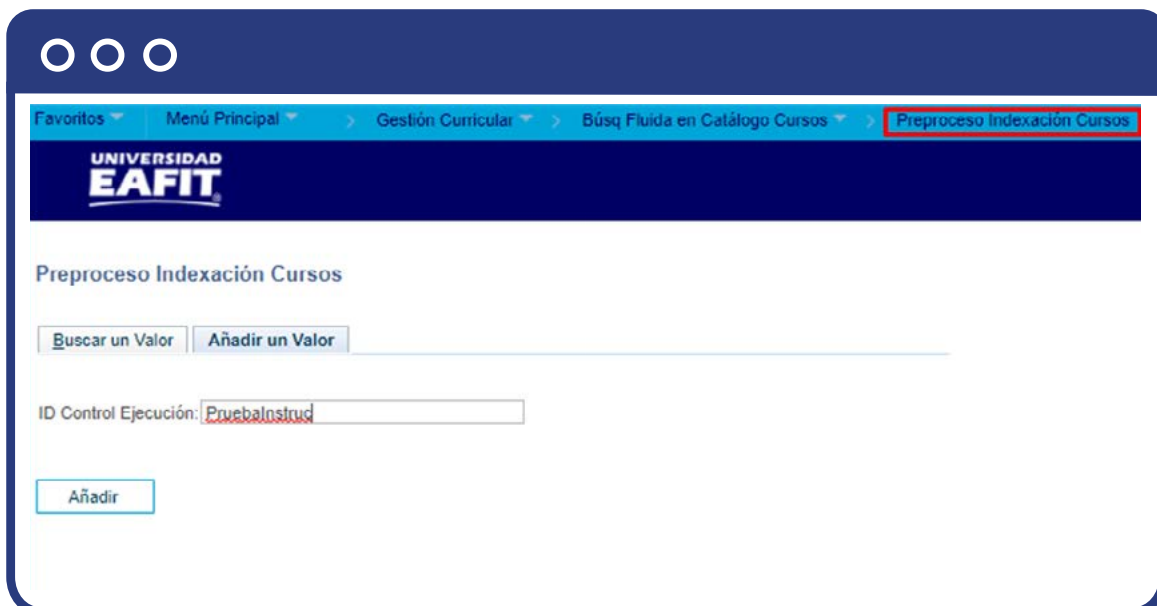 Favoritos Menú Principal > Gestión Curricular > Búsq Fluida en Catálogo Cursos > Preproceso Indexación Cursos
UNIVERSIDAD
EAFIT®
Preproceso Indexación Cursos
Buscar un Valor Añadir un Valor
ID Control Ejecución: PruebaInstruc
Añadir